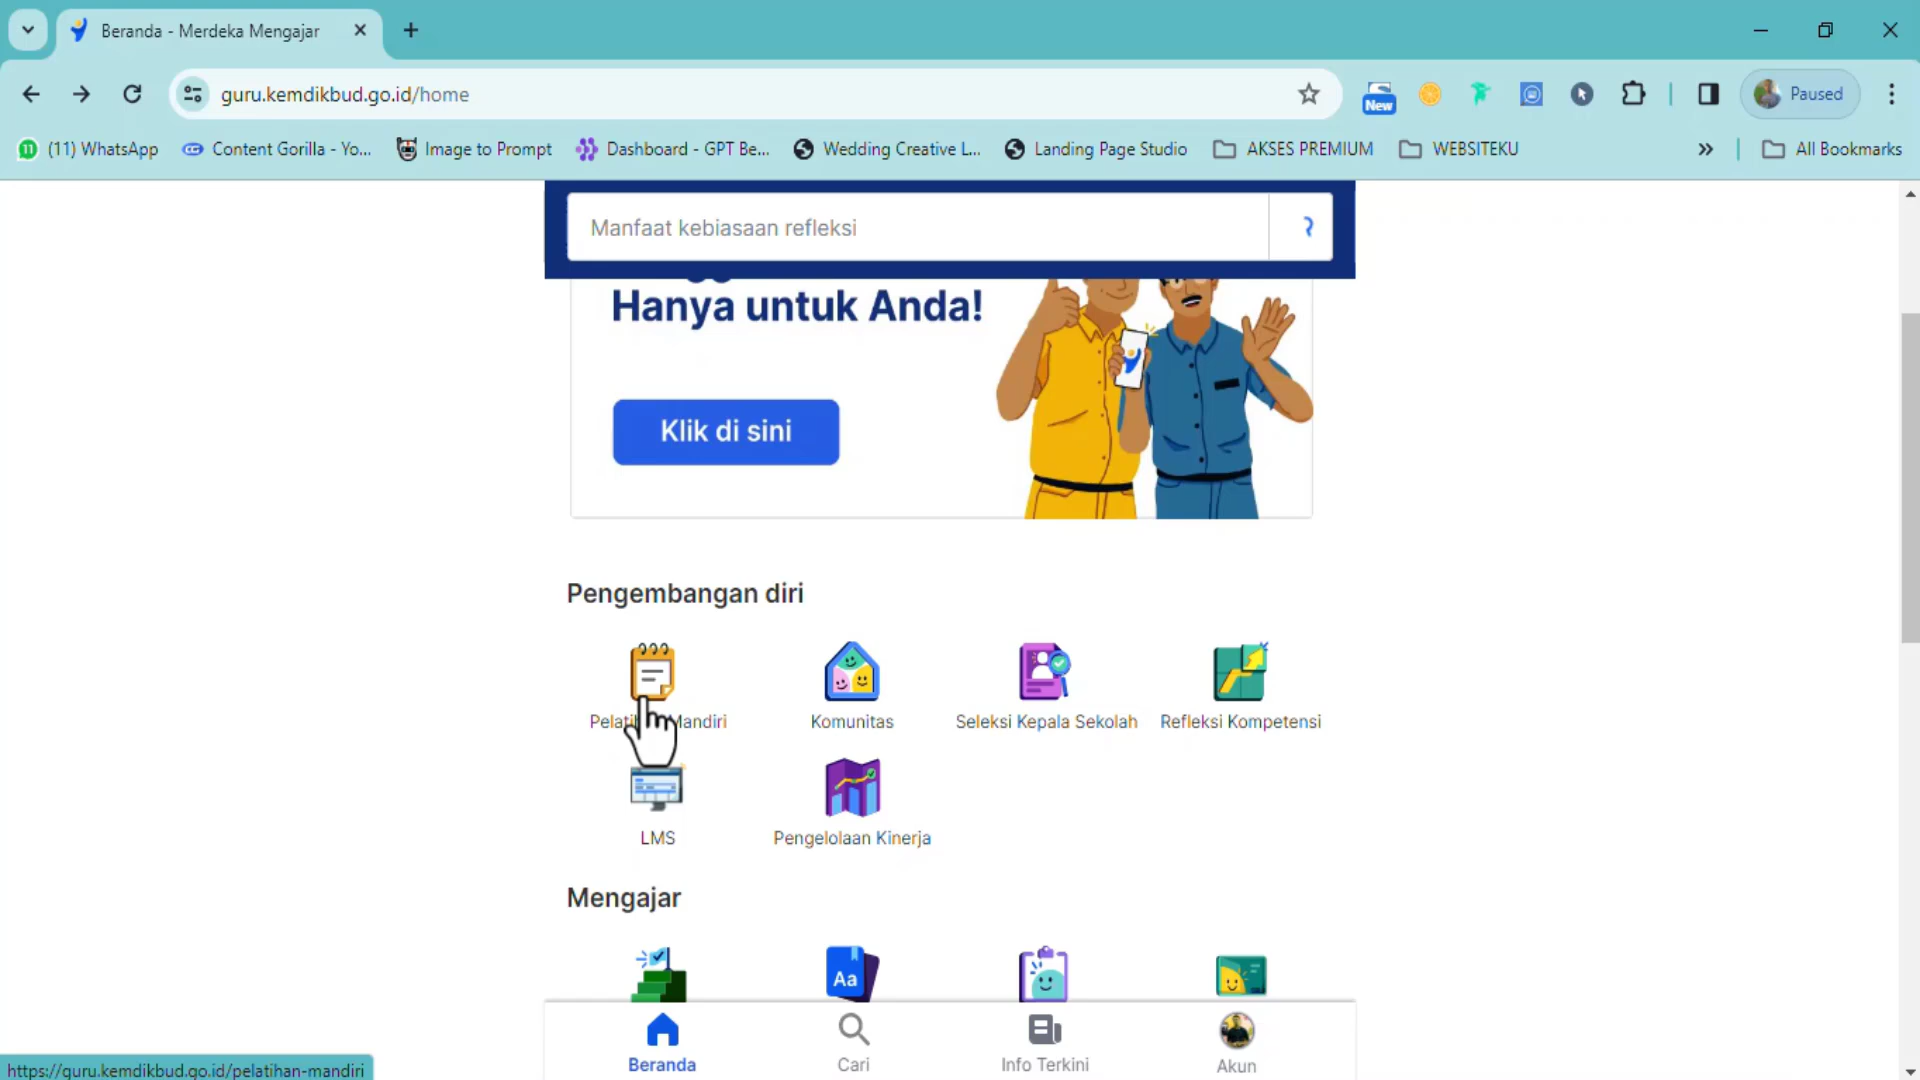 Beranda - Merdeka Mengajar
guru.kemdikbud.go.id/home
New
Paused
11
(11) WhatsApp
Content Gorilla - Yo...
Image to Prompt
Dashboard - GPT Be...
Wedding Creative L...
Landing Page Studio
AKSES PREMIUM
WEBSITEKU
All Bookmarks
Manfaat kebiasaan refleksi
Hanya untuk Anda!
Klik di sini
Pengembangan diri
Mandiri
Komunitas
Seleksi Kepala Sekolah
Refleksi Kompetensi
LMS
Pengelolaan Kinerja
Mengajar
Aa
Beranda
Cari
Info Terkini
Akun
https://guru.kemdikbud.go.id/pelatihan-mandiri